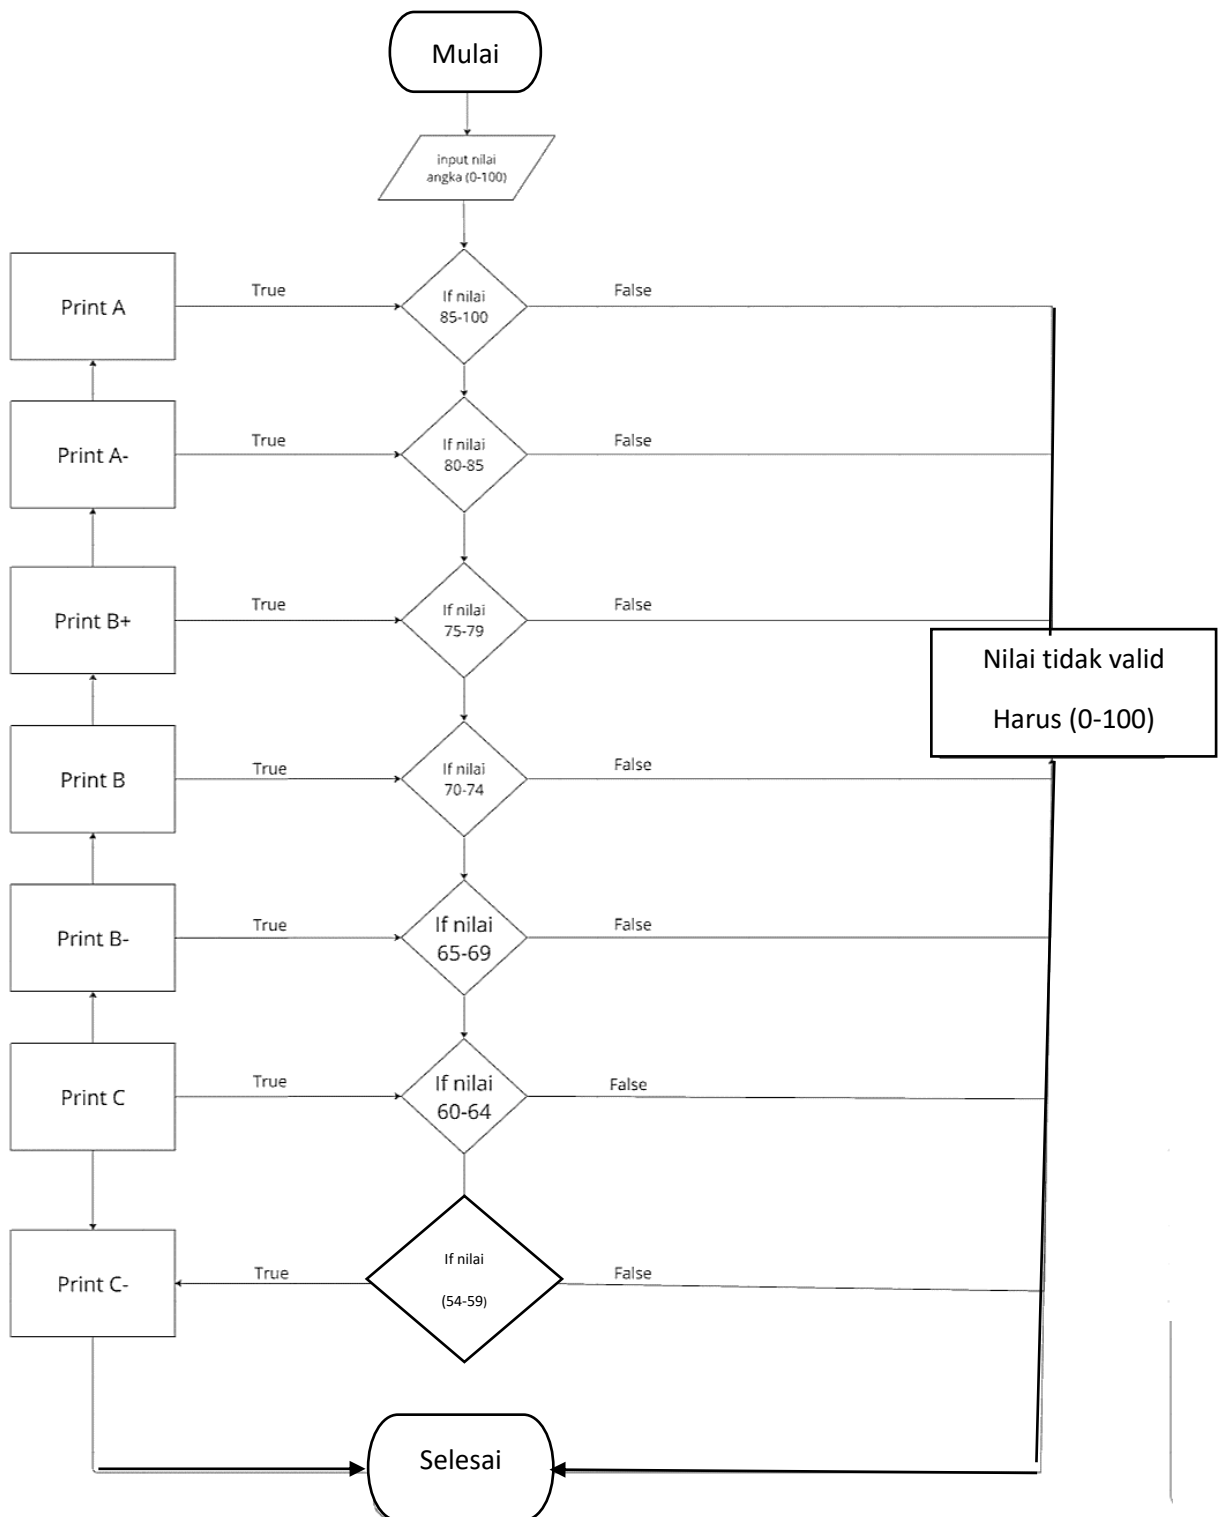 Mulai
input nilai
angka (0-100)
Print A
True
If nilai
85-100
False
Print A-
True
If nilai
80-85
False
Print B+
True
If nilai
75-79
False
Nilai tidak valid
Harus (0-100)
Print B
True
If nilai
70-74
False
Print B-
True
If nilai
65-69
False
Print C
True
If nilai
60-64
False
Print C-
True
If nilai
(54-59)
False
Selesai